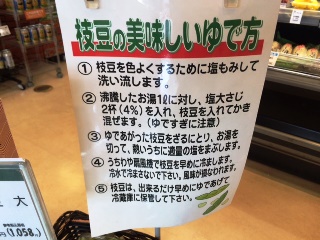 枝豆の美味しいゆで方
① 枝豆を色よくするために塩もみして
洗い流します。
② 沸騰したお湯1ℓに対し、塩大さじ
2杯(4%)を入れ、枝豆を入れてかき
混ぜます。(ゆですぎに注意)
③ ゆであがった枝豆をざるにとり、お湯を
切って、熱いうちに適量の塩をまぶします。
④ うちわや扇風機で枝豆を早めに冷まします。
冷水で冷まさないで下さい。風味が損なわれます。
⑤ 枝豆は、出来るだけ早めにゆであげて
冷蔵庫に保管して下さい。
大
(1,058